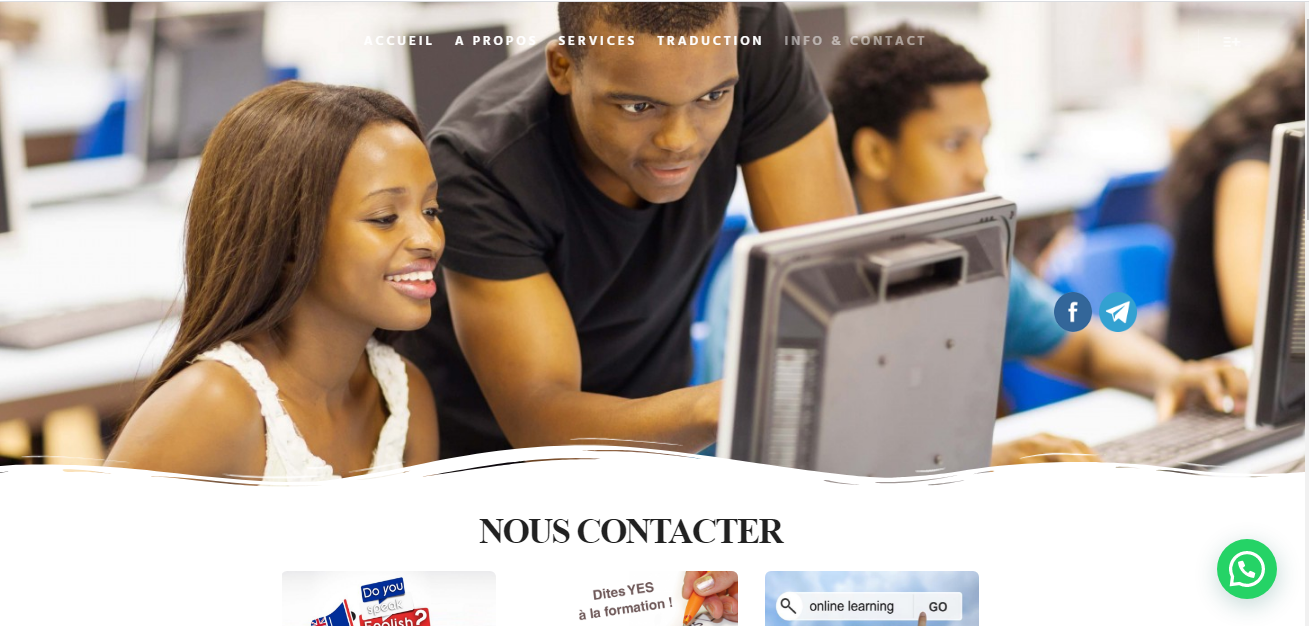 ACCUEIL A PROPOS SERVICES TRADUCTION INFO & CONTACT
NOUS CONTACTER
Do you
speak
English?
Dites YES
à la formation !
online learning GO